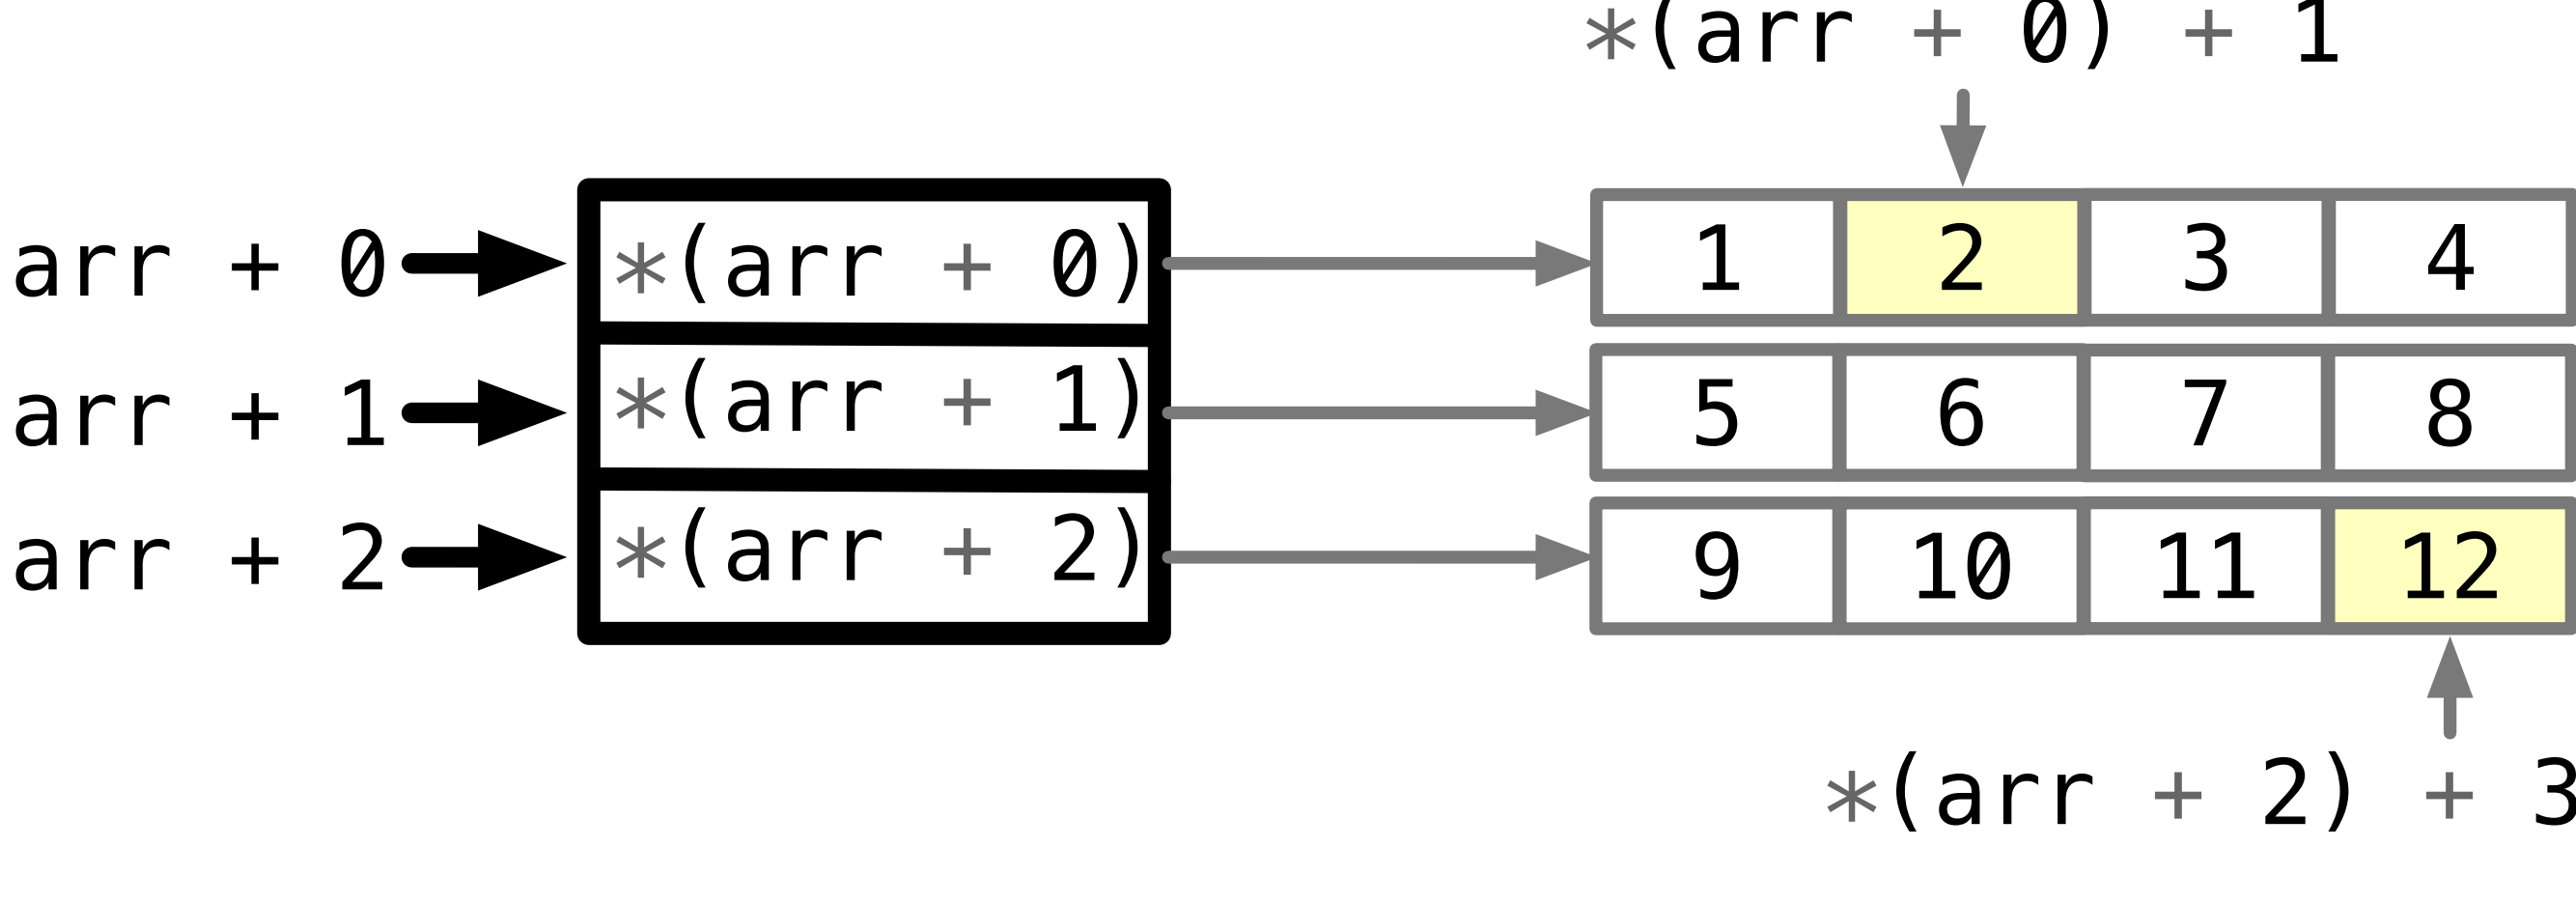 *(arr + 0) + 1
arr + 0 *(arr + 0) 1 2 3 4
arr + 1 *(arr + 1) 5 6 7 8
arr + 2 *(arr + 2) 9 10 11 12
*(arr + 2) + 3